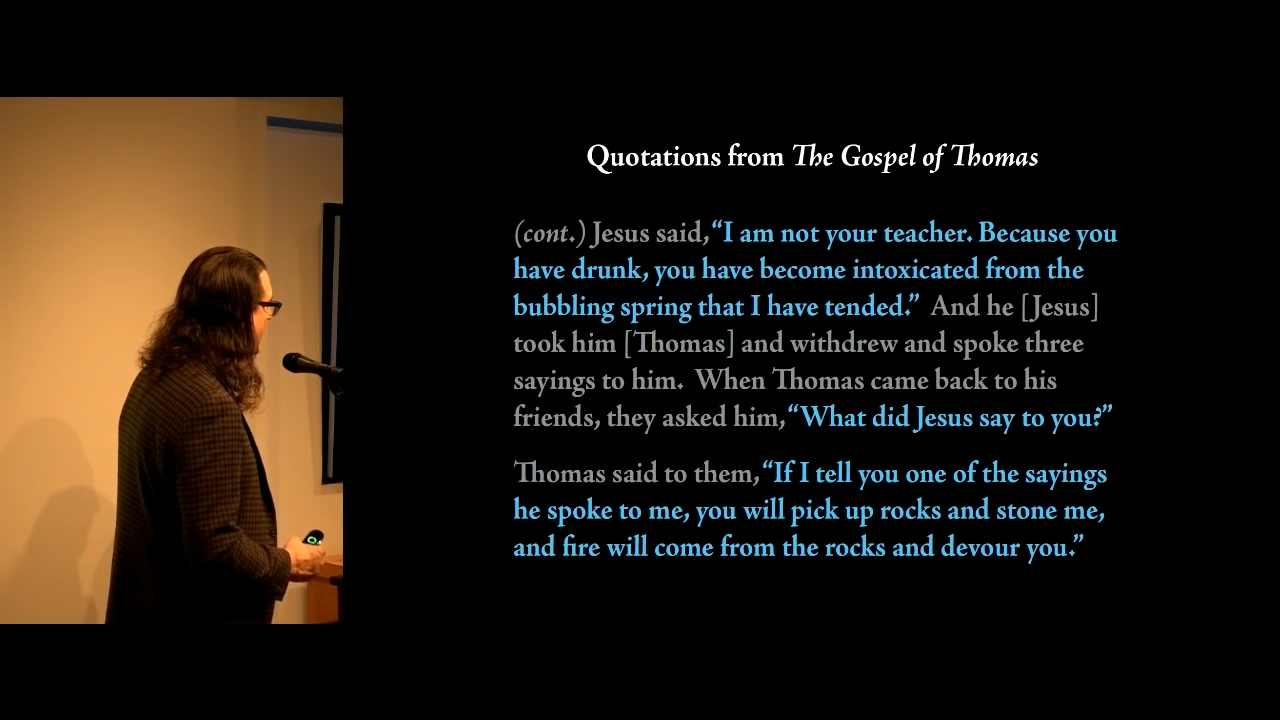 Quotations from The Gospel of Thomas
(cont.) Jesus said, “I am not your teacher. Because you
have drunk, you have become intoxicated from the
bubbling spring that I have tended.” And he [Jesus]
took him [Thomas] and withdrew and spoke three
sayings to him. When Thomas came back to his
friends, they asked him, “What did Jesus say to you?”
Thomas said to them, “If I tell you one of the sayings
he spoke to me, you will pick up rocks and stone me,
and fire will come from the rocks and devour you.”